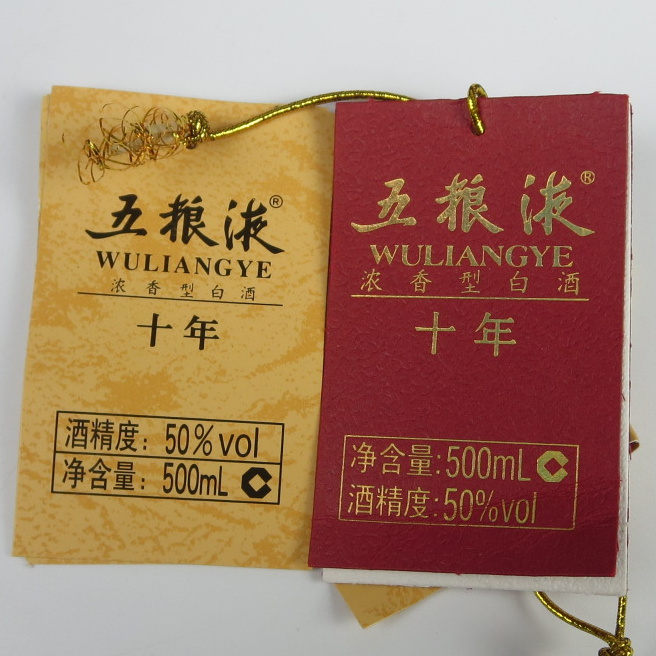 五粮液®
WULIANGYE
浓香型白酒
十年
酒精度：50%vol
净含量：500mL
五粮液®
WULIANGYE
浓香型白酒
十年
净含量:500mL
酒精度:50%vol